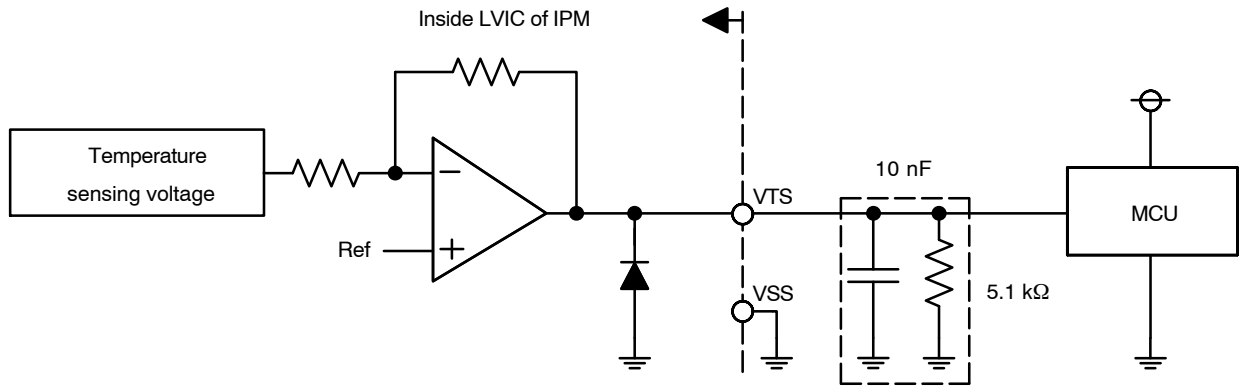 Inside LVIC of IPM
Temperature
sensing voltage
−
+
Ref
VTS
VSS
10 nF
5.1 kΩ
MCU